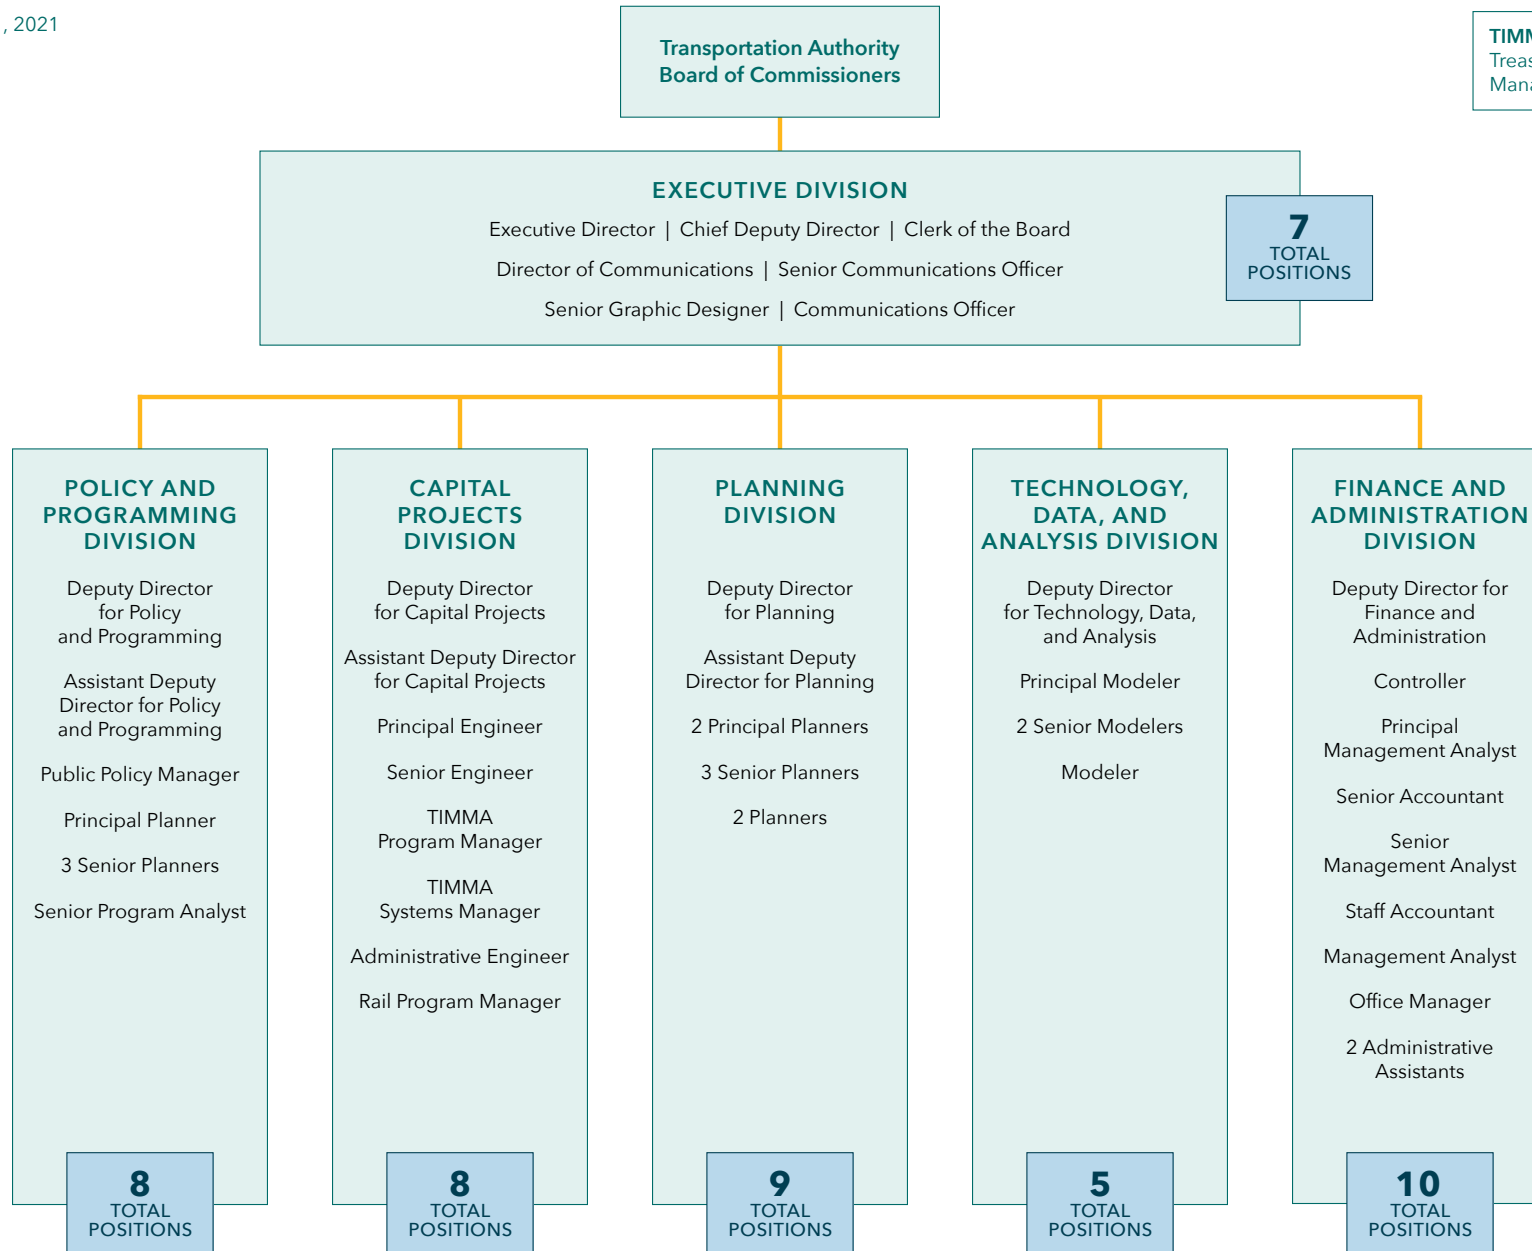 , 2021
Transportation Authority
Board of Commissioners
TIMM
Treas
Mana
EXECUTIVE DIVISION
Executive Director | Chief Deputy Director | Clerk of the Board
Director of Communications | Senior Communications Officer
Senior Graphic Designer | Communications Officer
7
TOTAL
POSITIONS
POLICY AND
PROGRAMMING
DIVISION
Deputy Director
for Policy
and Programming
Assistant Deputy
Director for Policy
and Programming
Public Policy Manager
Principal Planner
3 Senior Planners
Senior Program Analyst
8
TOTAL
POSITIONS
CAPITAL
PROJECTS
DIVISION
Deputy Director
for Capital Projects
Assistant Deputy Director
for Capital Projects
Principal Engineer
Senior Engineer
TIMMA
Program Manager
TIMMA
Systems Manager
Administrative Engineer
Rail Program Manager
8
TOTAL
POSITIONS
PLANNING
DIVISION
Deputy Director
for Planning
Assistant Deputy
Director for Planning
2 Principal Planners
3 Senior Planners
2 Planners
9
TOTAL
POSITIONS
TECHNOLOGY,
DATA, AND
ANALYSIS DIVISION
Deputy Director
for Technology, Data,
and Analysis
Principal Modeler
2 Senior Modelers
Modeler
5
TOTAL
POSITIONS
FINANCE AND
ADMINISTRATION
DIVISION
Deputy Director for
Finance and
Administration
Controller
Principal
Management Analyst
Senior Accountant
Senior
Management Analyst
Staff Accountant
Management Analyst
Office Manager
2 Administrative
Assistants
10
TOTAL
POSITIONS